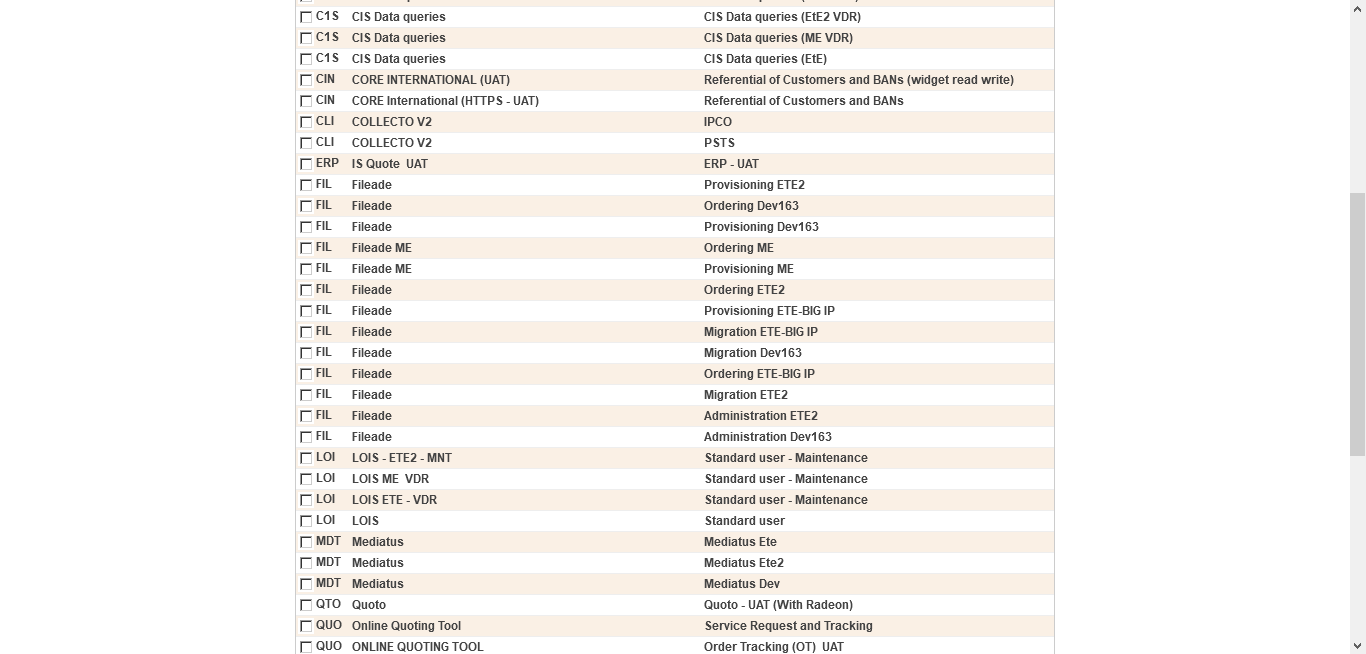 C1S CIS Data queries CIS Data queries (EtE2 VDR)
C1S CIS Data queries CIS Data queries (ME VDR)
C1S CIS Data queries CIS Data queries (EtE)
CIN CORE INTERNATIONAL (UAT) Referential of Customers and BANs (widget read write)
CIN CORE International (HTTPS - UAT) Referential of Customers and BANs
CLI COLLECTO V2 IPCO
CLI COLLECTO V2 PSTS
ERP IS Quote  UAT ERP - UAT
FIL Fileade Provisioning ETE2
FIL Fileade Ordering Dev163
FIL Fileade Provisioning Dev163
FIL Fileade ME Ordering ME
FIL Fileade ME Provisioning ME
FIL Fileade Ordering ETE2
FIL Fileade Provisioning ETE-BIG IP
FIL Fileade Migration ETE-BIG IP
FIL Fileade Migration Dev163
FIL Fileade Ordering ETE-BIG IP
FIL Fileade Migration ETE2
FIL Fileade Administration ETE2
FIL Fileade Administration Dev163
LOI LOIS - ETE2 - MNT Standard user - Maintenance
LOI LOIS ME  VDR Standard user - Maintenance
LOI LOIS ETE - VDR Standard user - Maintenance
LOI LOIS Standard user
MDT Mediatus Mediatus Ete
MDT Mediatus Mediatus Ete2
MDT Mediatus Mediatus Dev
QTO Quoto Quoto - UAT (With Radeon)
QUO Online Quoting Tool Service Request and Tracking
QUO ONLINE QUOTING TOOL Order Tracking (OT)  UAT